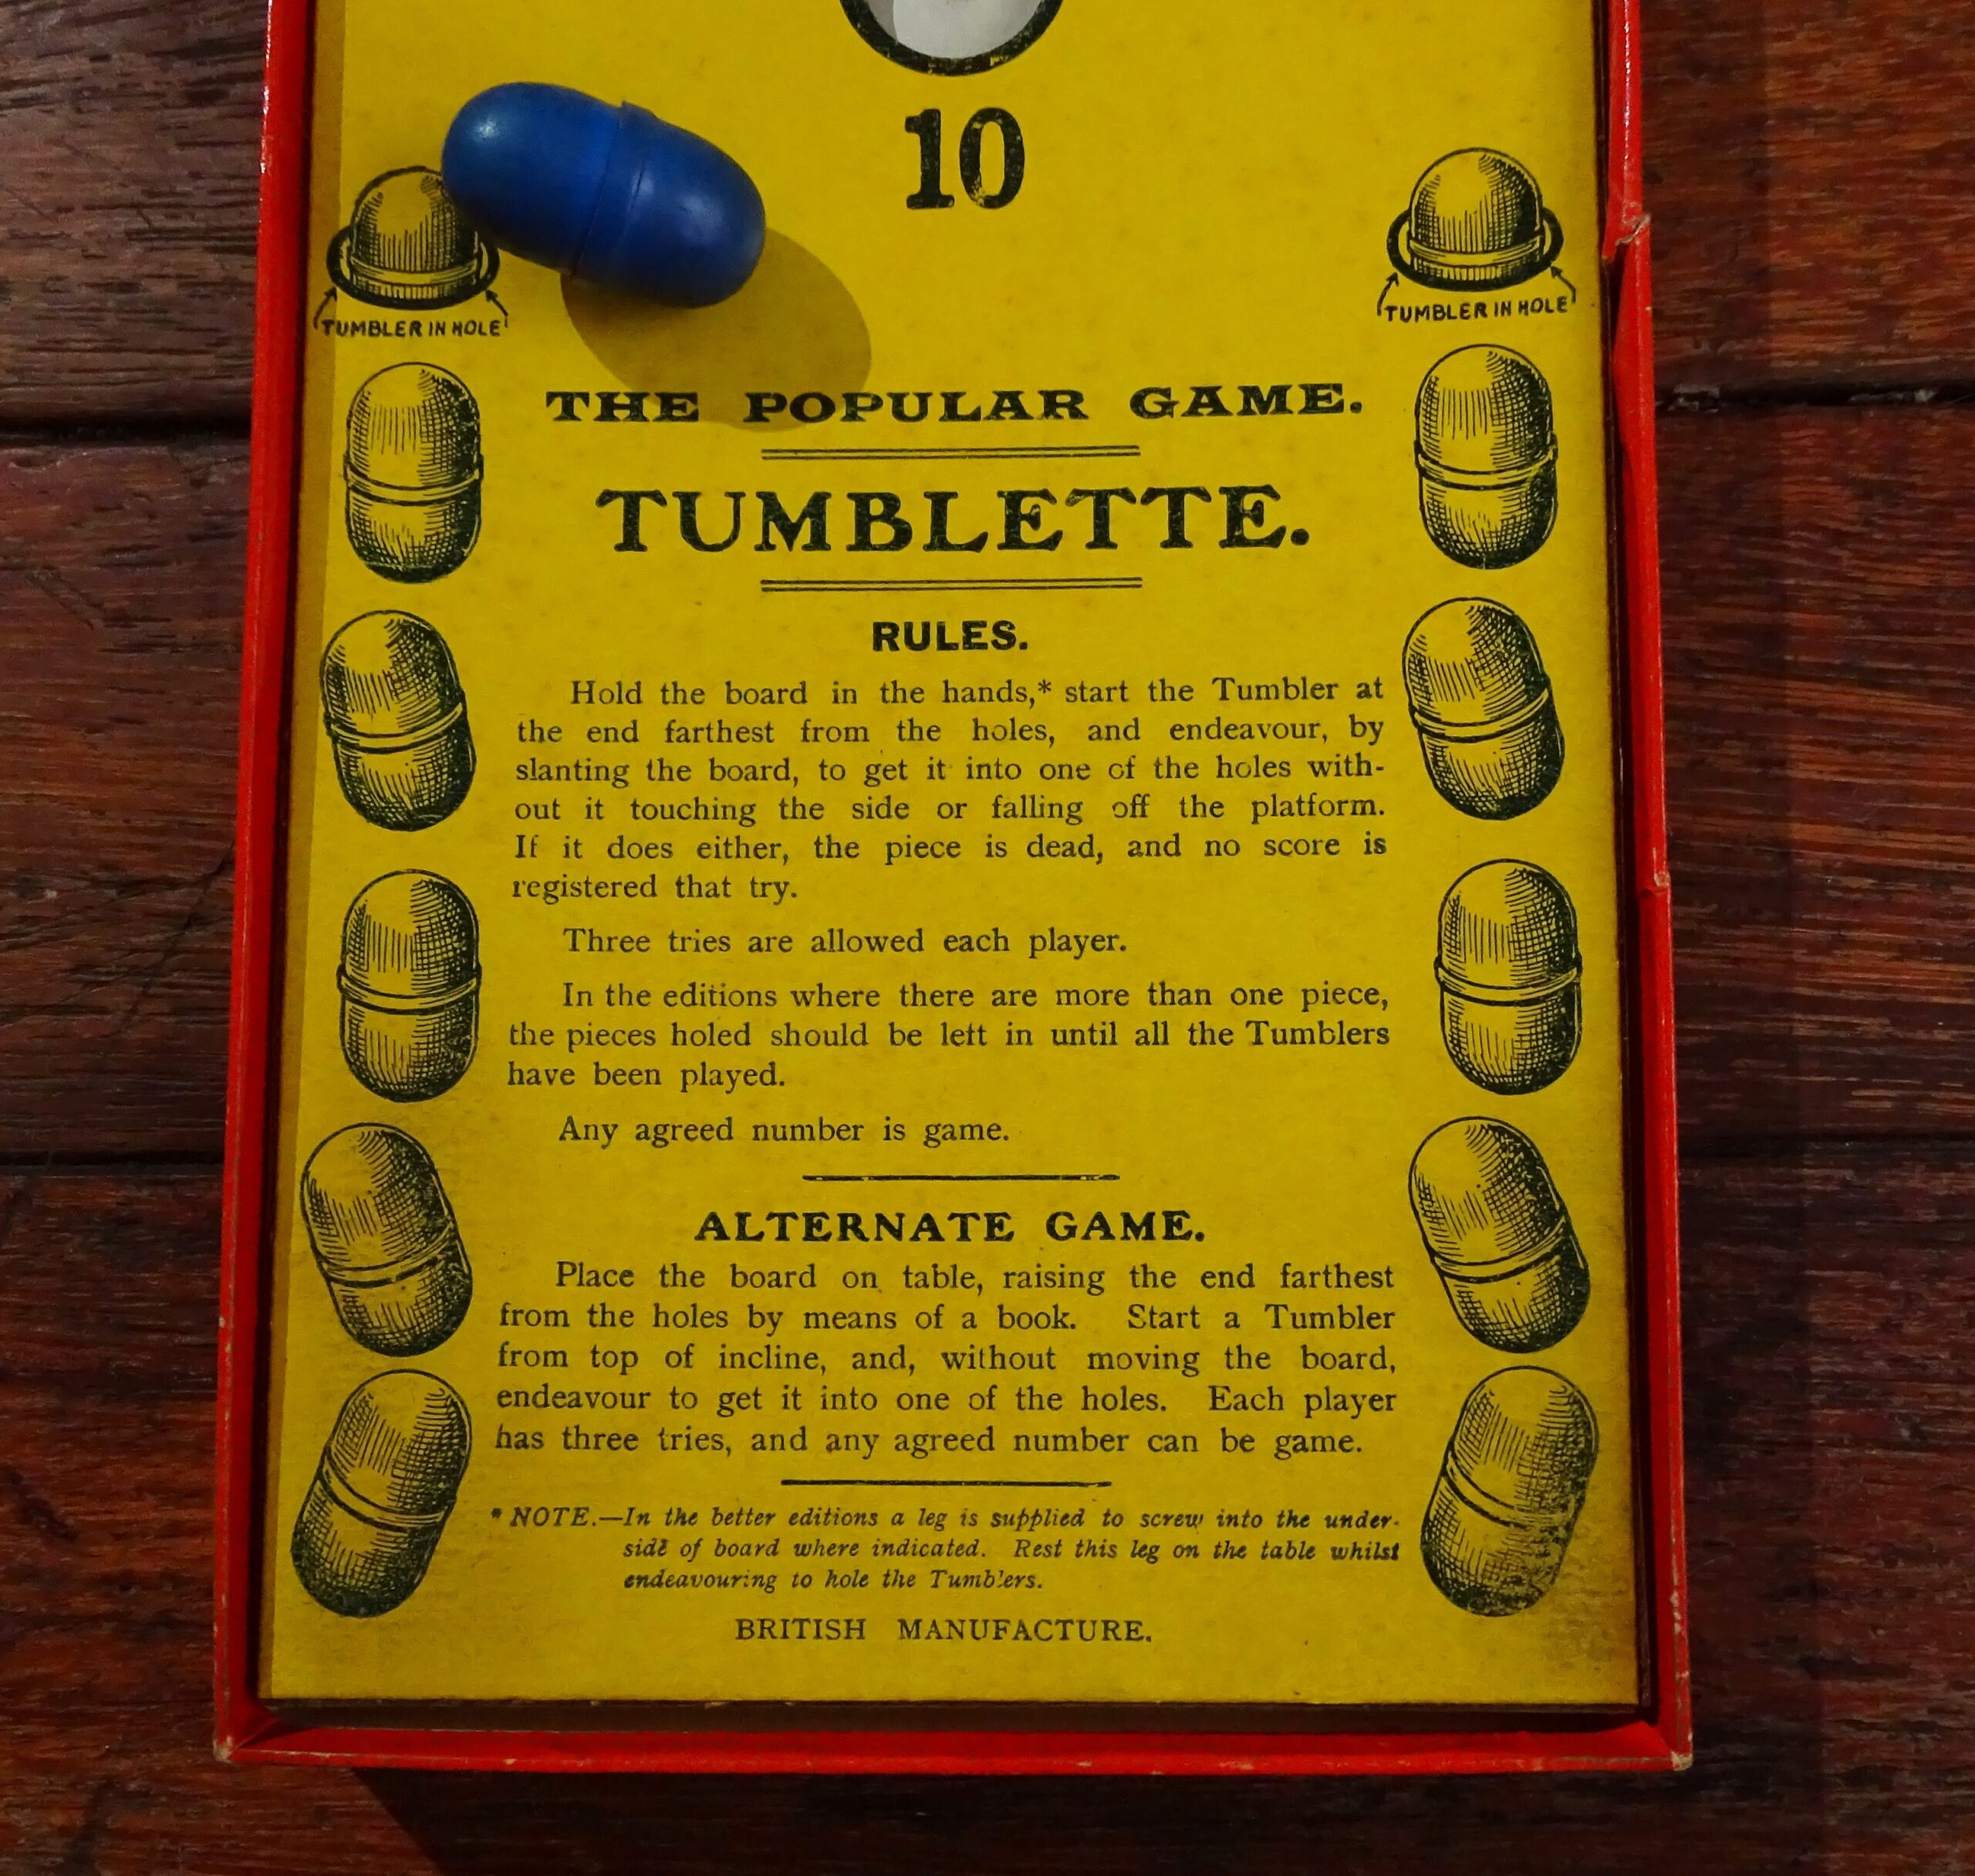 10
TUMBLER IN HOLE
TUMBLER IN HOLE
THE POPULAR GAME.
TUMBLETTE.
RULES.
Hold the board in the hands,* start the Tumbler at
the end farthest from the holes, and endeavour, by
slanting the board, to get it into one of the holes with-
out it touching the side or falling off the platform.
If it does either, the piece is dead, and no score is
registered that try.
Three tries are allowed each player.
In the editions where there are more than one piece,
the pieces holed should be left in until all the Tumblers
have been played.
Any agreed number is game.
ALTERNATE GAME.
Place the board on table, raising the end farthest
from the holes by means of a book. Start a Tumbler
from top of incline, and, without moving the board,
endeavour to get it into one of the holes. Each player
has three tries, and any agreed number can be game.
* NOTE.—In the better editions a leg is supplied to screw into the under-
side of board where indicated. Rest this leg on the table whilst
endeavouring to hole the Tumblers.
BRITISH MANUFACTURE.